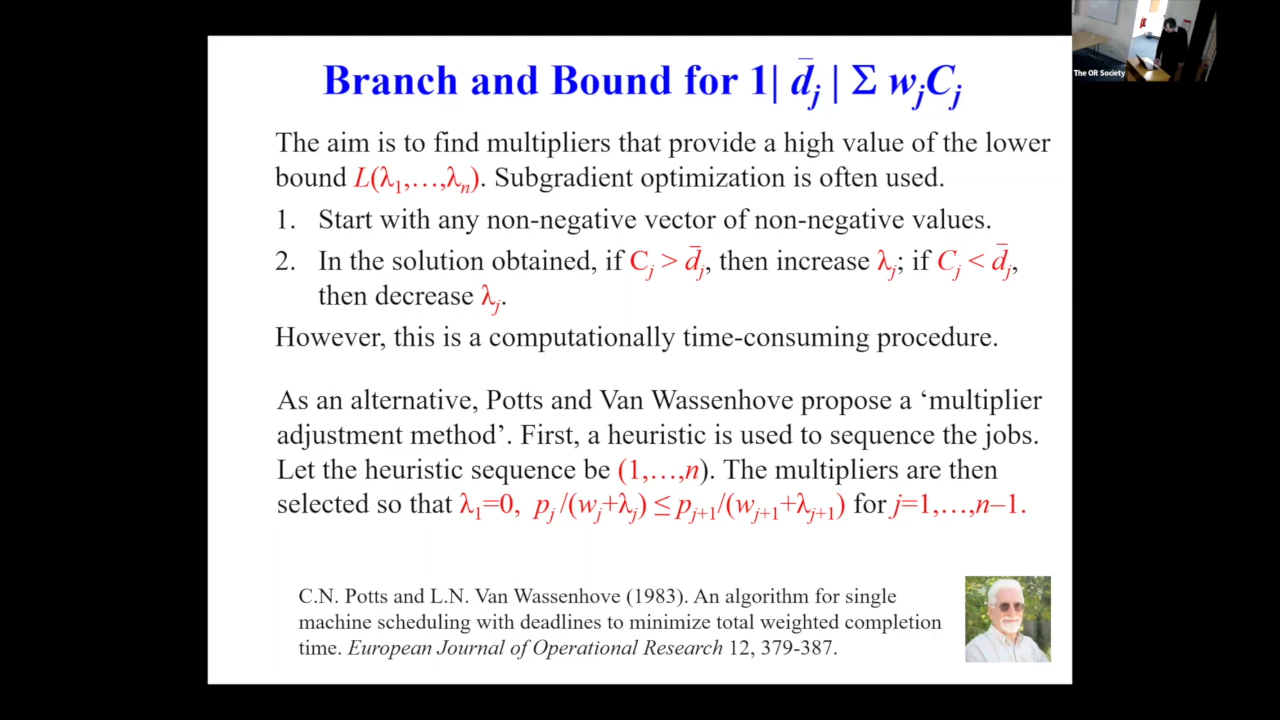 Branch and Bound for 1| d̄ⱼ | Σ wⱼCⱼ
The OR Society
The aim is to find multipliers that provide a high value of the lower
bound L(λ₁,…,λₙ). Subgradient optimization is often used.
1. Start with any non-negative vector of non-negative values.
2. In the solution obtained, if Cⱼ > d̄ⱼ, then increase λⱼ; if Cⱼ < d̄ⱼ,
then decrease λⱼ.
However, this is a computationally time-consuming procedure.
As an alternative, Potts and Van Wassenhove propose a ‘multiplier
adjustment method’. First, a heuristic is used to sequence the jobs.
Let the heuristic sequence be (1,…,n). The multipliers are then
selected so that λ₁=0, pⱼ/(wⱼ+λⱼ) ≤ pⱼ₊₁/(wⱼ₊₁+λⱼ₊₁) for j=1,…,n–1.
C.N. Potts and L.N. Van Wassenhove (1983). An algorithm for single
machine scheduling with deadlines to minimize total weighted completion
time. European Journal of Operational Research 12, 379-387.